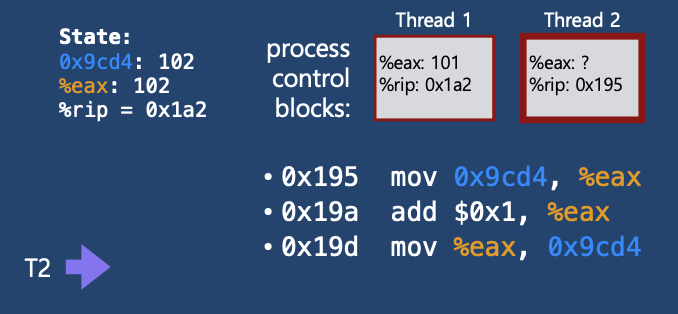 State:
0x9cd4: 102
%eax: 102
%rip = 0x1a2
process
control
blocks:
Thread 1
%eax: 101
%rip: 0x1a2
Thread 2
%eax: ?
%rip: 0x195
• 0x195 mov 0x9cd4, %eax
• 0x19a add $0x1, %eax
• 0x19d mov %eax, 0x9cd4
T2